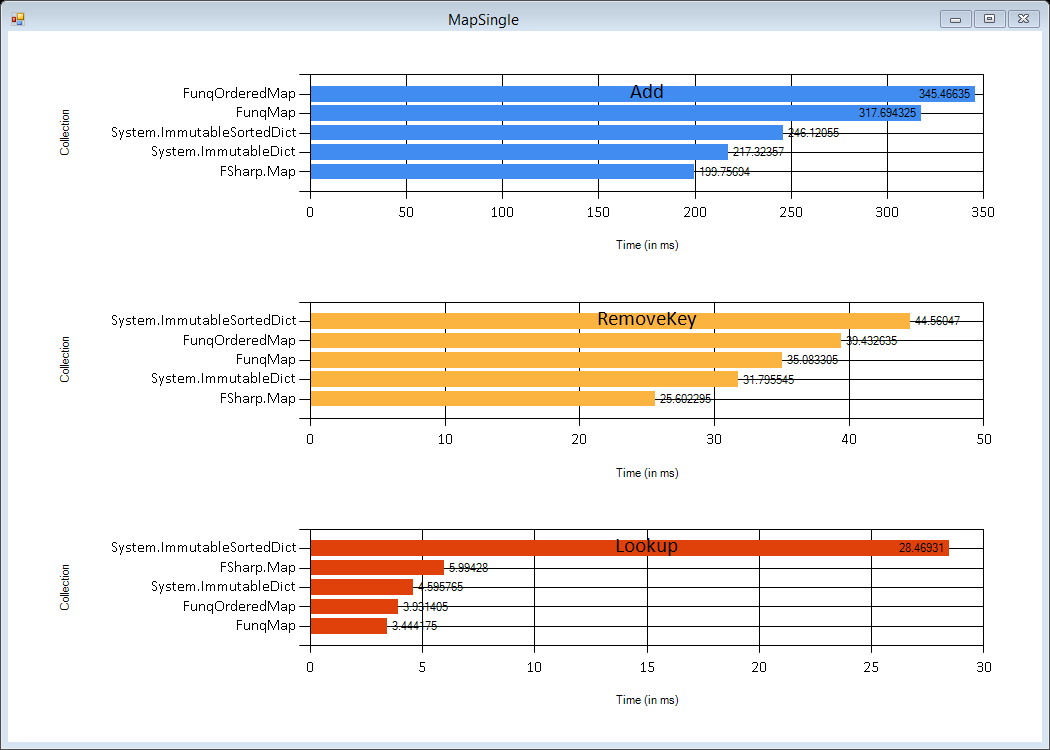 MapSingle
Add
Collection
FunqOrderedMap 345.46635
FunqMap 317.694325
System.ImmutableSortedDict 246.12055
System.ImmutableDict 217.32357
FSharp.Map 199.75694
0 50 100 150 200 250 300 350
Time (in ms)
RemoveKey
Collection
System.ImmutableSortedDict 44.56047
FunqOrderedMap 39.432635
FunqMap 35.083305
System.ImmutableDict 31.795545
FSharp.Map 25.602295
0 10 20 30 40 50
Time (in ms)
Lookup
Collection
System.ImmutableSortedDict 28.46931
FSharp.Map 5.99428
System.ImmutableDict 4.595765
FunqOrderedMap 3.931405
FunqMap 3.444175
0 5 10 15 20 25 30
Time (in ms)